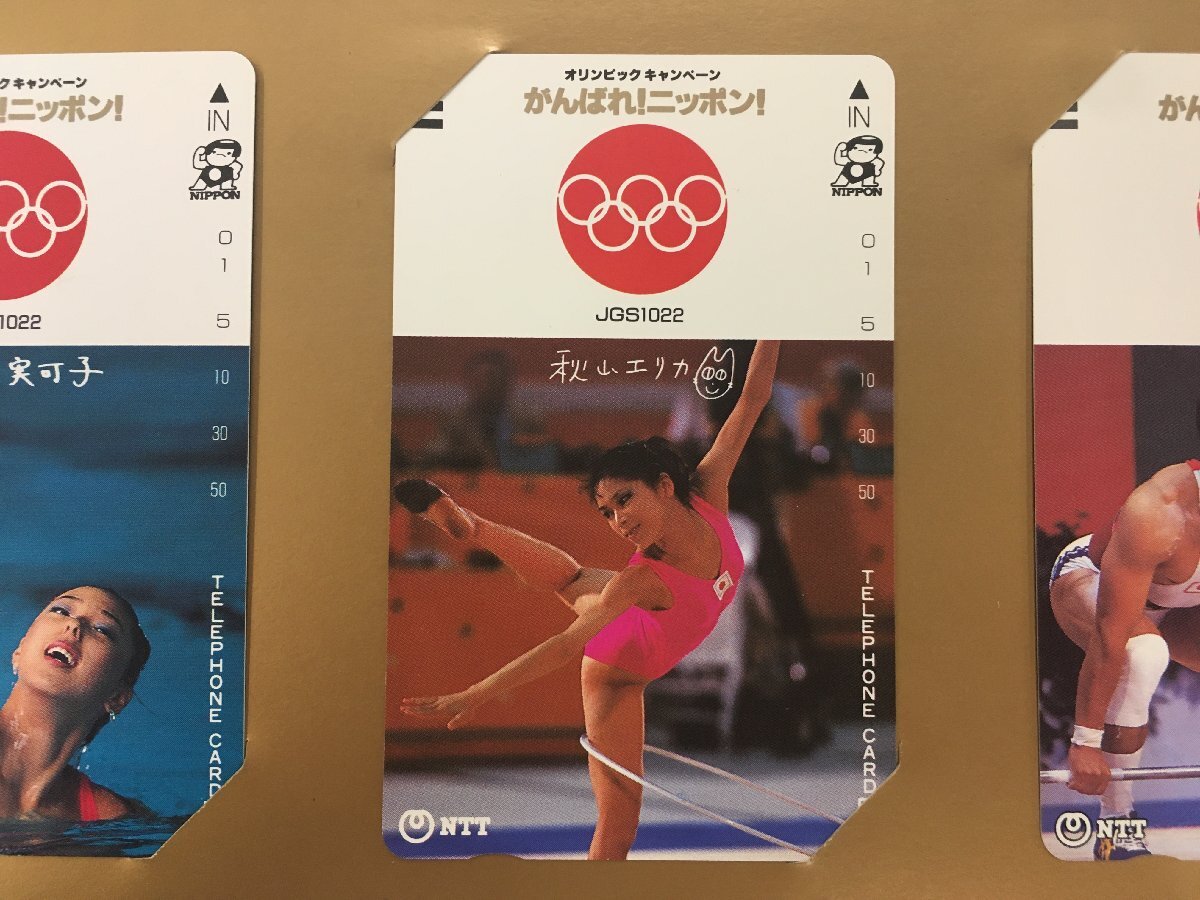 ク キャンペーン
!ニッポン!
IN
NIPPON
0
1
5
1022
実可子
10
30
50
TELEPHONE CARD
オリンピック キャンペーン
がんばれ!ニッポン!
IN
NIPPON
0
1
5
JGS1022
秋山エリカ
10
30
50
TELEPHONE CARD
NTT
がん
NTT